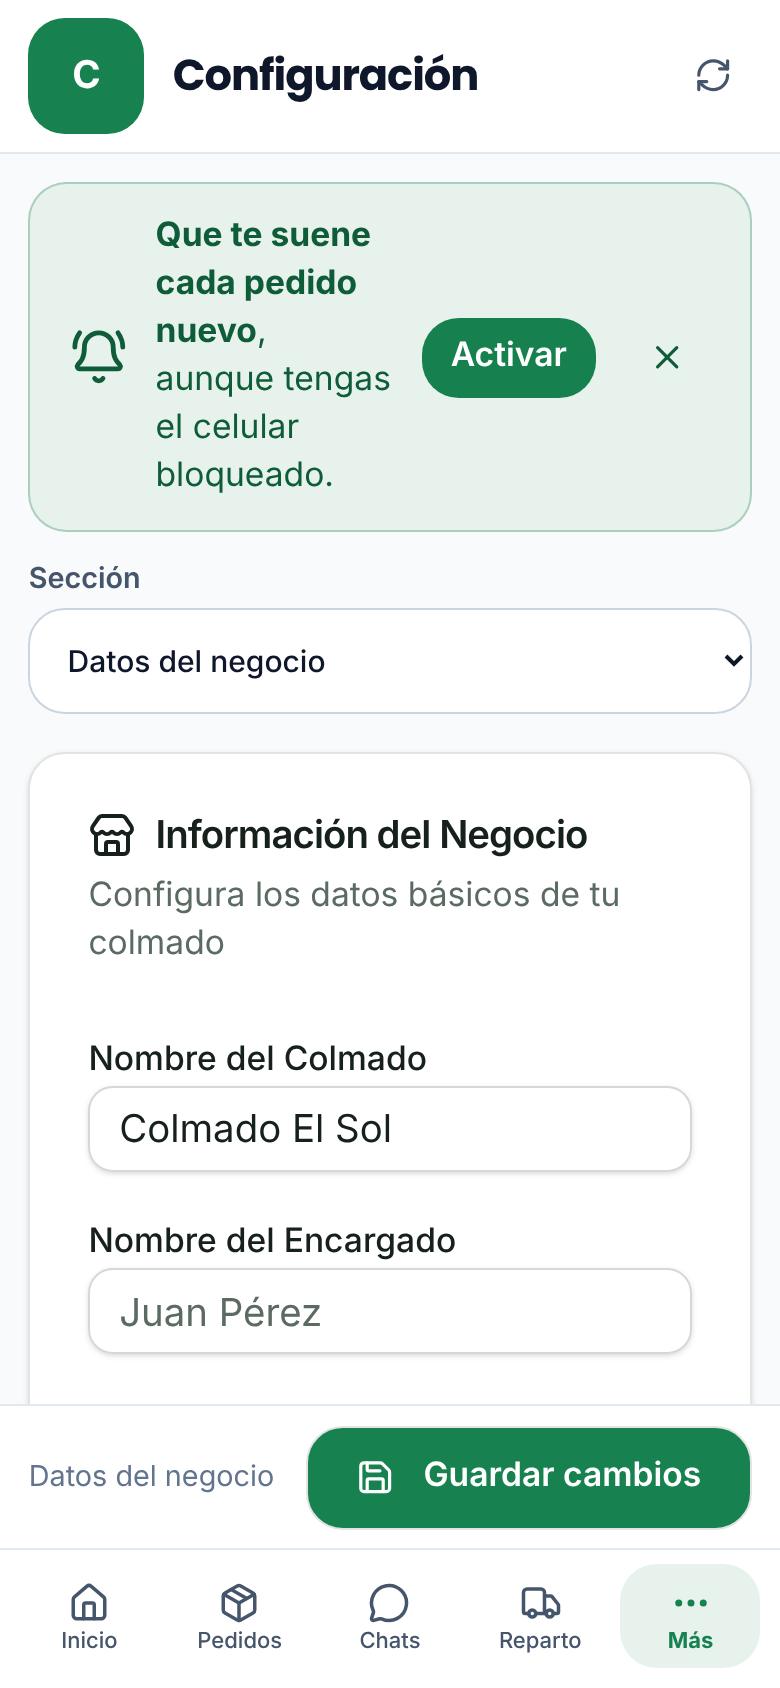 C
Configuración
Que te suene
cada pedido
nuevo,
aunque tengas
el celular
bloqueado.
Activar
Sección
Datos del negocio
Información del Negocio
Configura los datos básicos de tu
colmado
Nombre del Colmado
Colmado El Sol
Nombre del Encargado
Juan Pérez
Datos del negocio
Guardar cambios
Inicio
Pedidos
Chats
Reparto
Más